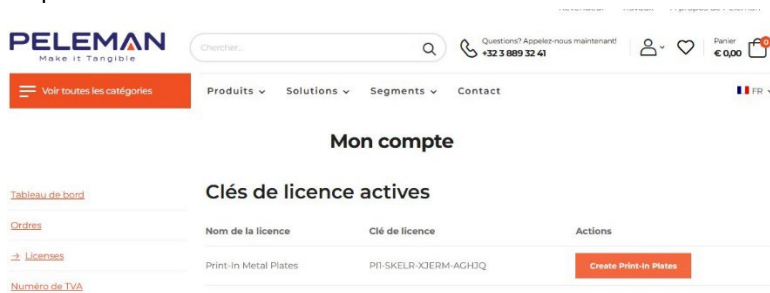 PELEMAN
Make it Tangible
Chercher...
Questions? Appelez-nous maintenant!
+32 3 889 32 41
Panier
€ 0,00
0
Voir toutes les catégories
Produits
Solutions
Segments
Contact
FR
Mon compte
Tableau de bord
Ordres
→ Licenses
Numéro de TVA
Clés de licence actives
Nom de la licence Clé de licence Actions
Print-In Metal Plates PI1-SKELR-XJERM-AGHJQ Create Print-In Plates